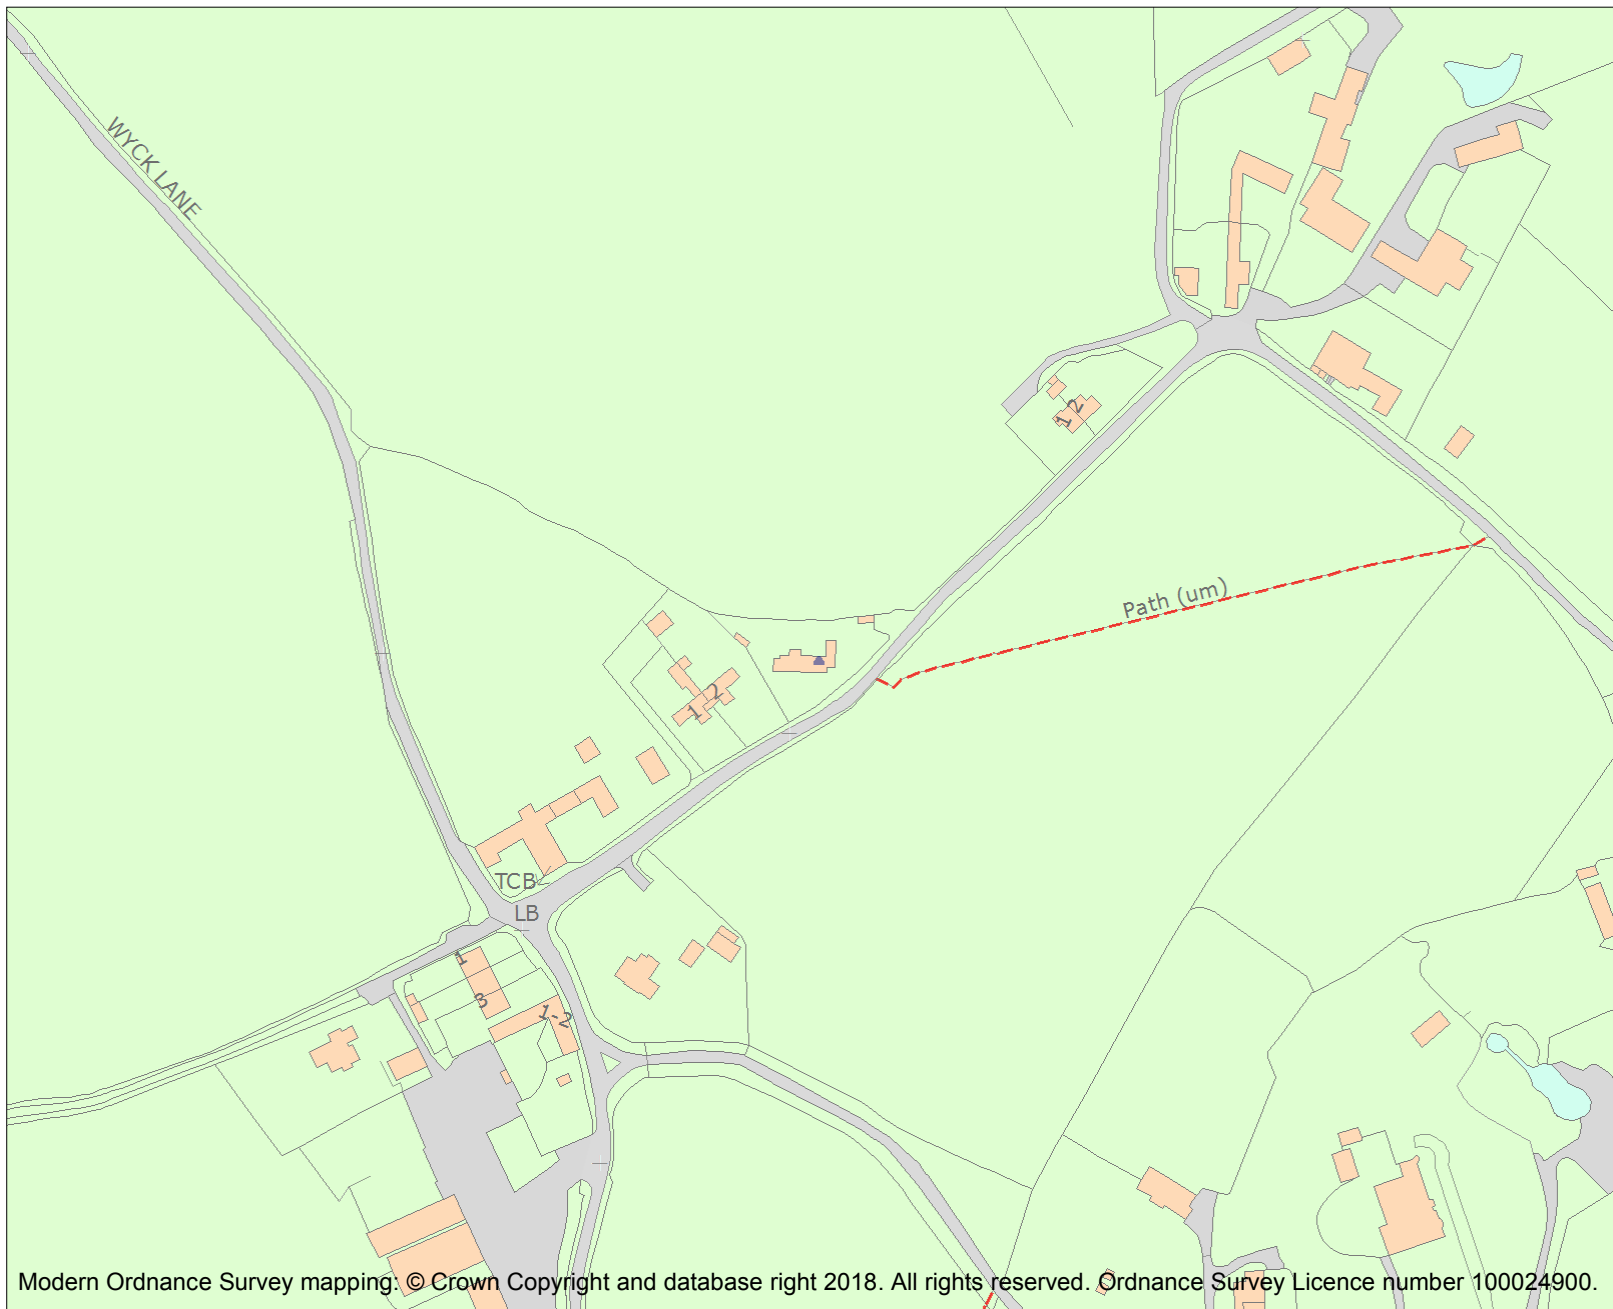 WYCK LANE
1 2
Path (um)
1 2
TCB
LB
1
3
1-2
Modern Ordnance Survey mapping: © Crown Copyright and database right 2018. All rights reserved. Ordnance Survey Licence number 100024900.